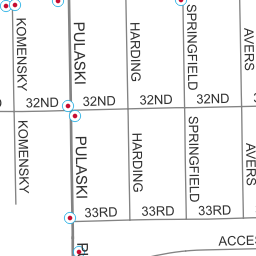 KOMENSKY
PULASKI
HARDING
SPRINGFIELD
AVERS
32ND
32ND
32ND
32ND
KOMENSKY
PULASKI
HARDING
SPRINGFIELD
AVERS
33RD
33RD
33RD
ACCES